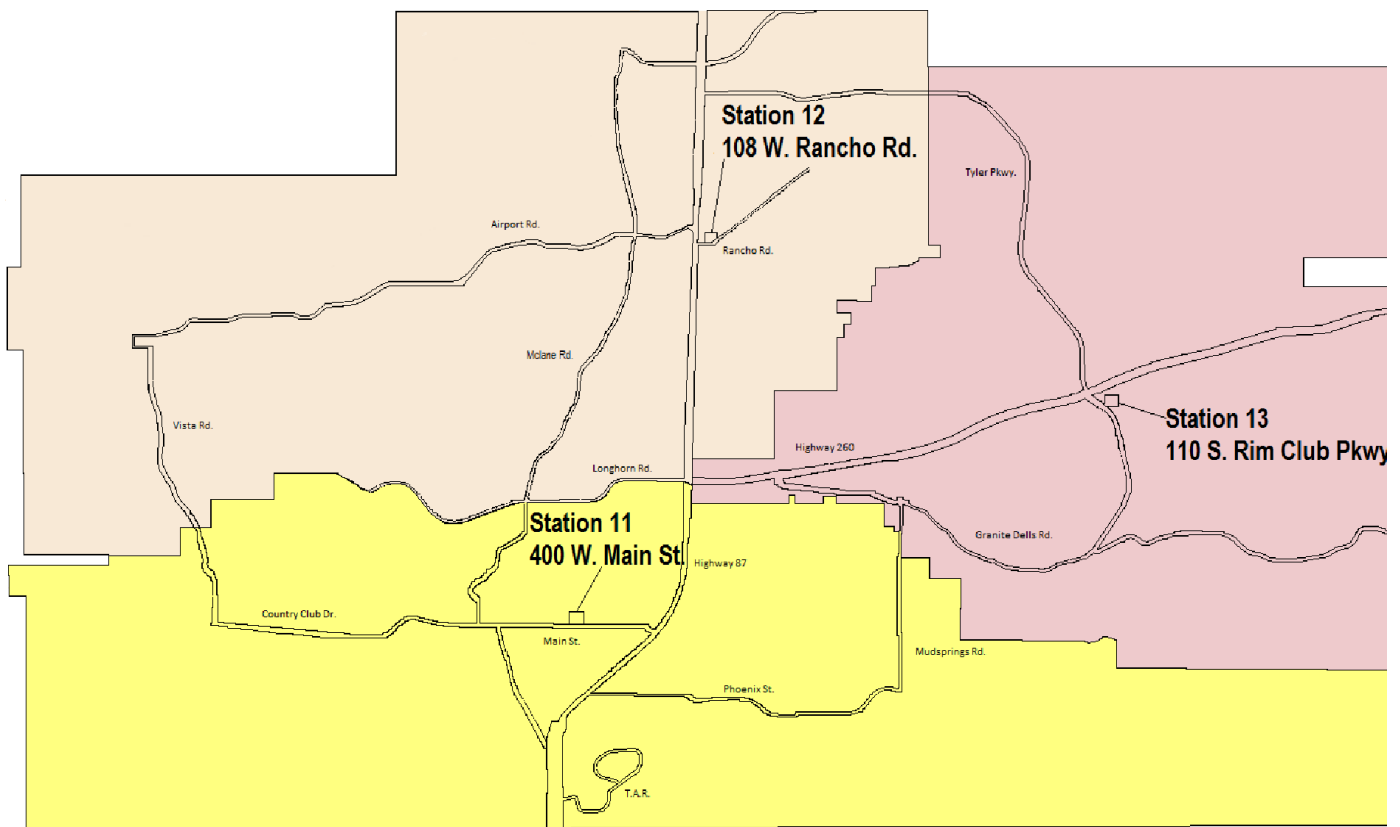 Station 12
108 W. Rancho Rd.
Tyler Pkwy.
Airport Rd.
Rancho Rd.
Mclane Rd.
Vista Rd.
Station 13
110 S. Rim Club Pkwy
Highway 260
Longhorn Rd.
Station 11
400 W. Main St.
Granite Dells Rd.
Highway 87
Country Club Dr.
Main St.
Mudsprings Rd.
Phoenix St.
T.A.R.